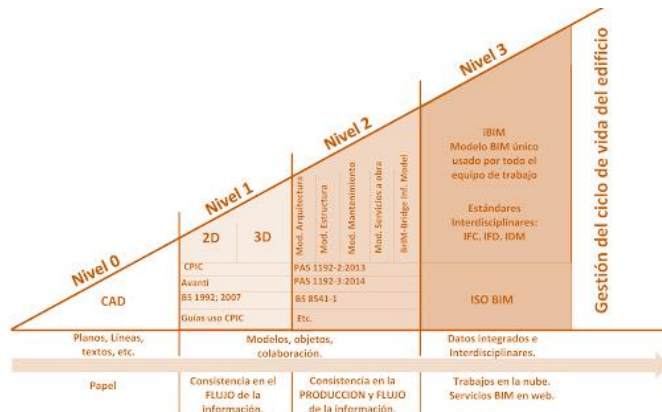 Nivel 0
Nivel 1
Nivel 2
Nivel 3
Gestión del ciclo de vida del edificio
CAD
2D
3D
CPIC
Avanti
BS 1992; 2007
Guías uso CPIC
Mod. Arquitectura
Mod. Estructura
Mod. Mantenimiento
Mod. Servicios a obra
BrIM-Bridge Inf. Model
PAS 1192-2:2013
PAS 1192-3:2014
BS 8541-1
Etc.
iBIM
Modelo BIM único
usado por todo el
equipo de trabajo
Estándares
Interdisciplinares:
IFC, IFD, IDM
ISO BIM
Planos, Líneas,
textos, etc.
Modelos, objetos,
colaboración.
Datos integrados e
Interdisciplinares.
Papel
Consistencia en el
FLUJO de la
información.
Consistencia en la
PRODUCCION y FLUJO
de la información.
Trabajos en la nube.
Servicios BIM en web.